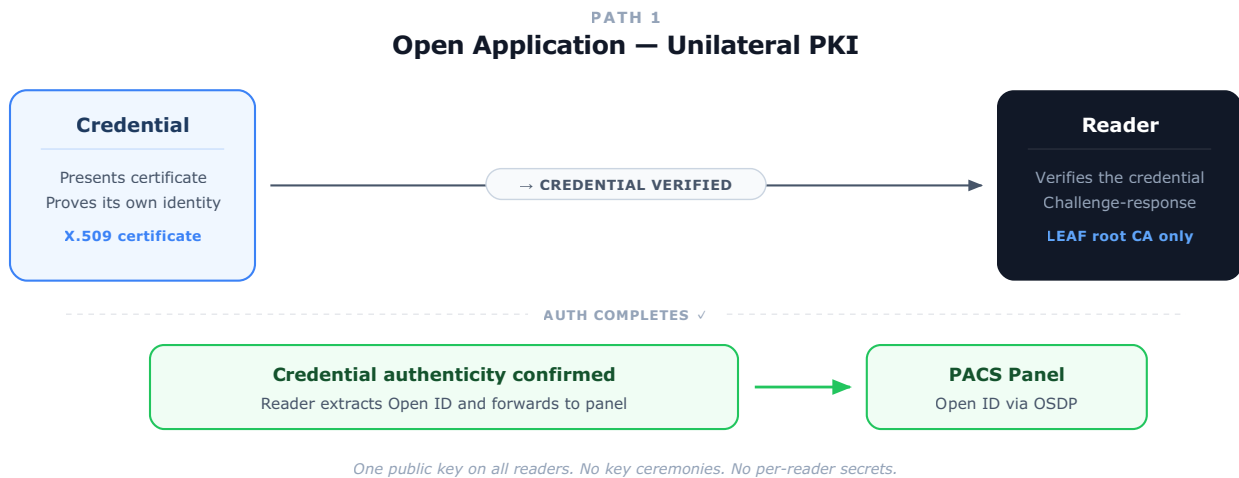 PATH 1
Open Application — Unilateral PKI
Credential
Presents certificate
Proves its own identity
X.509 certificate
→ CREDENTIAL VERIFIED
Reader
Verifies the credential
Challenge-response
LEAF root CA only
AUTH COMPLETES ✓
Credential authenticity confirmed
Reader extracts Open ID and forwards to panel
PACS Panel
Open ID via OSDP
One public key on all readers. No key ceremonies. No per-reader secrets.